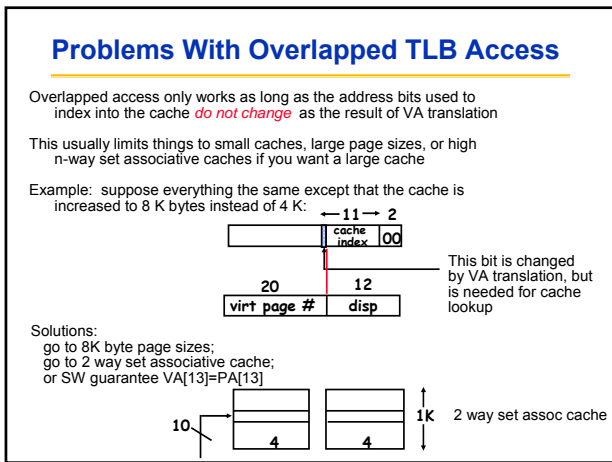 Problems With Overlapped TLB Access
Overlapped access only works as long as the address bits used to
index into the cache do not change as the result of VA translation
This usually limits things to small caches, large page sizes, or high
n-way set associative caches if you want a large cache
Example: suppose everything the same except that the cache is
increased to 8 K bytes instead of 4 K:
11 2
cache
index 00
This bit is changed
by VA translation, but
is needed for cache
lookup
20 12
virt page # disp
Solutions:
go to 8K byte page sizes;
go to 2 way set associative cache;
or SW guarantee VA[13]=PA[13]
1K 2 way set assoc cache
10
4 4